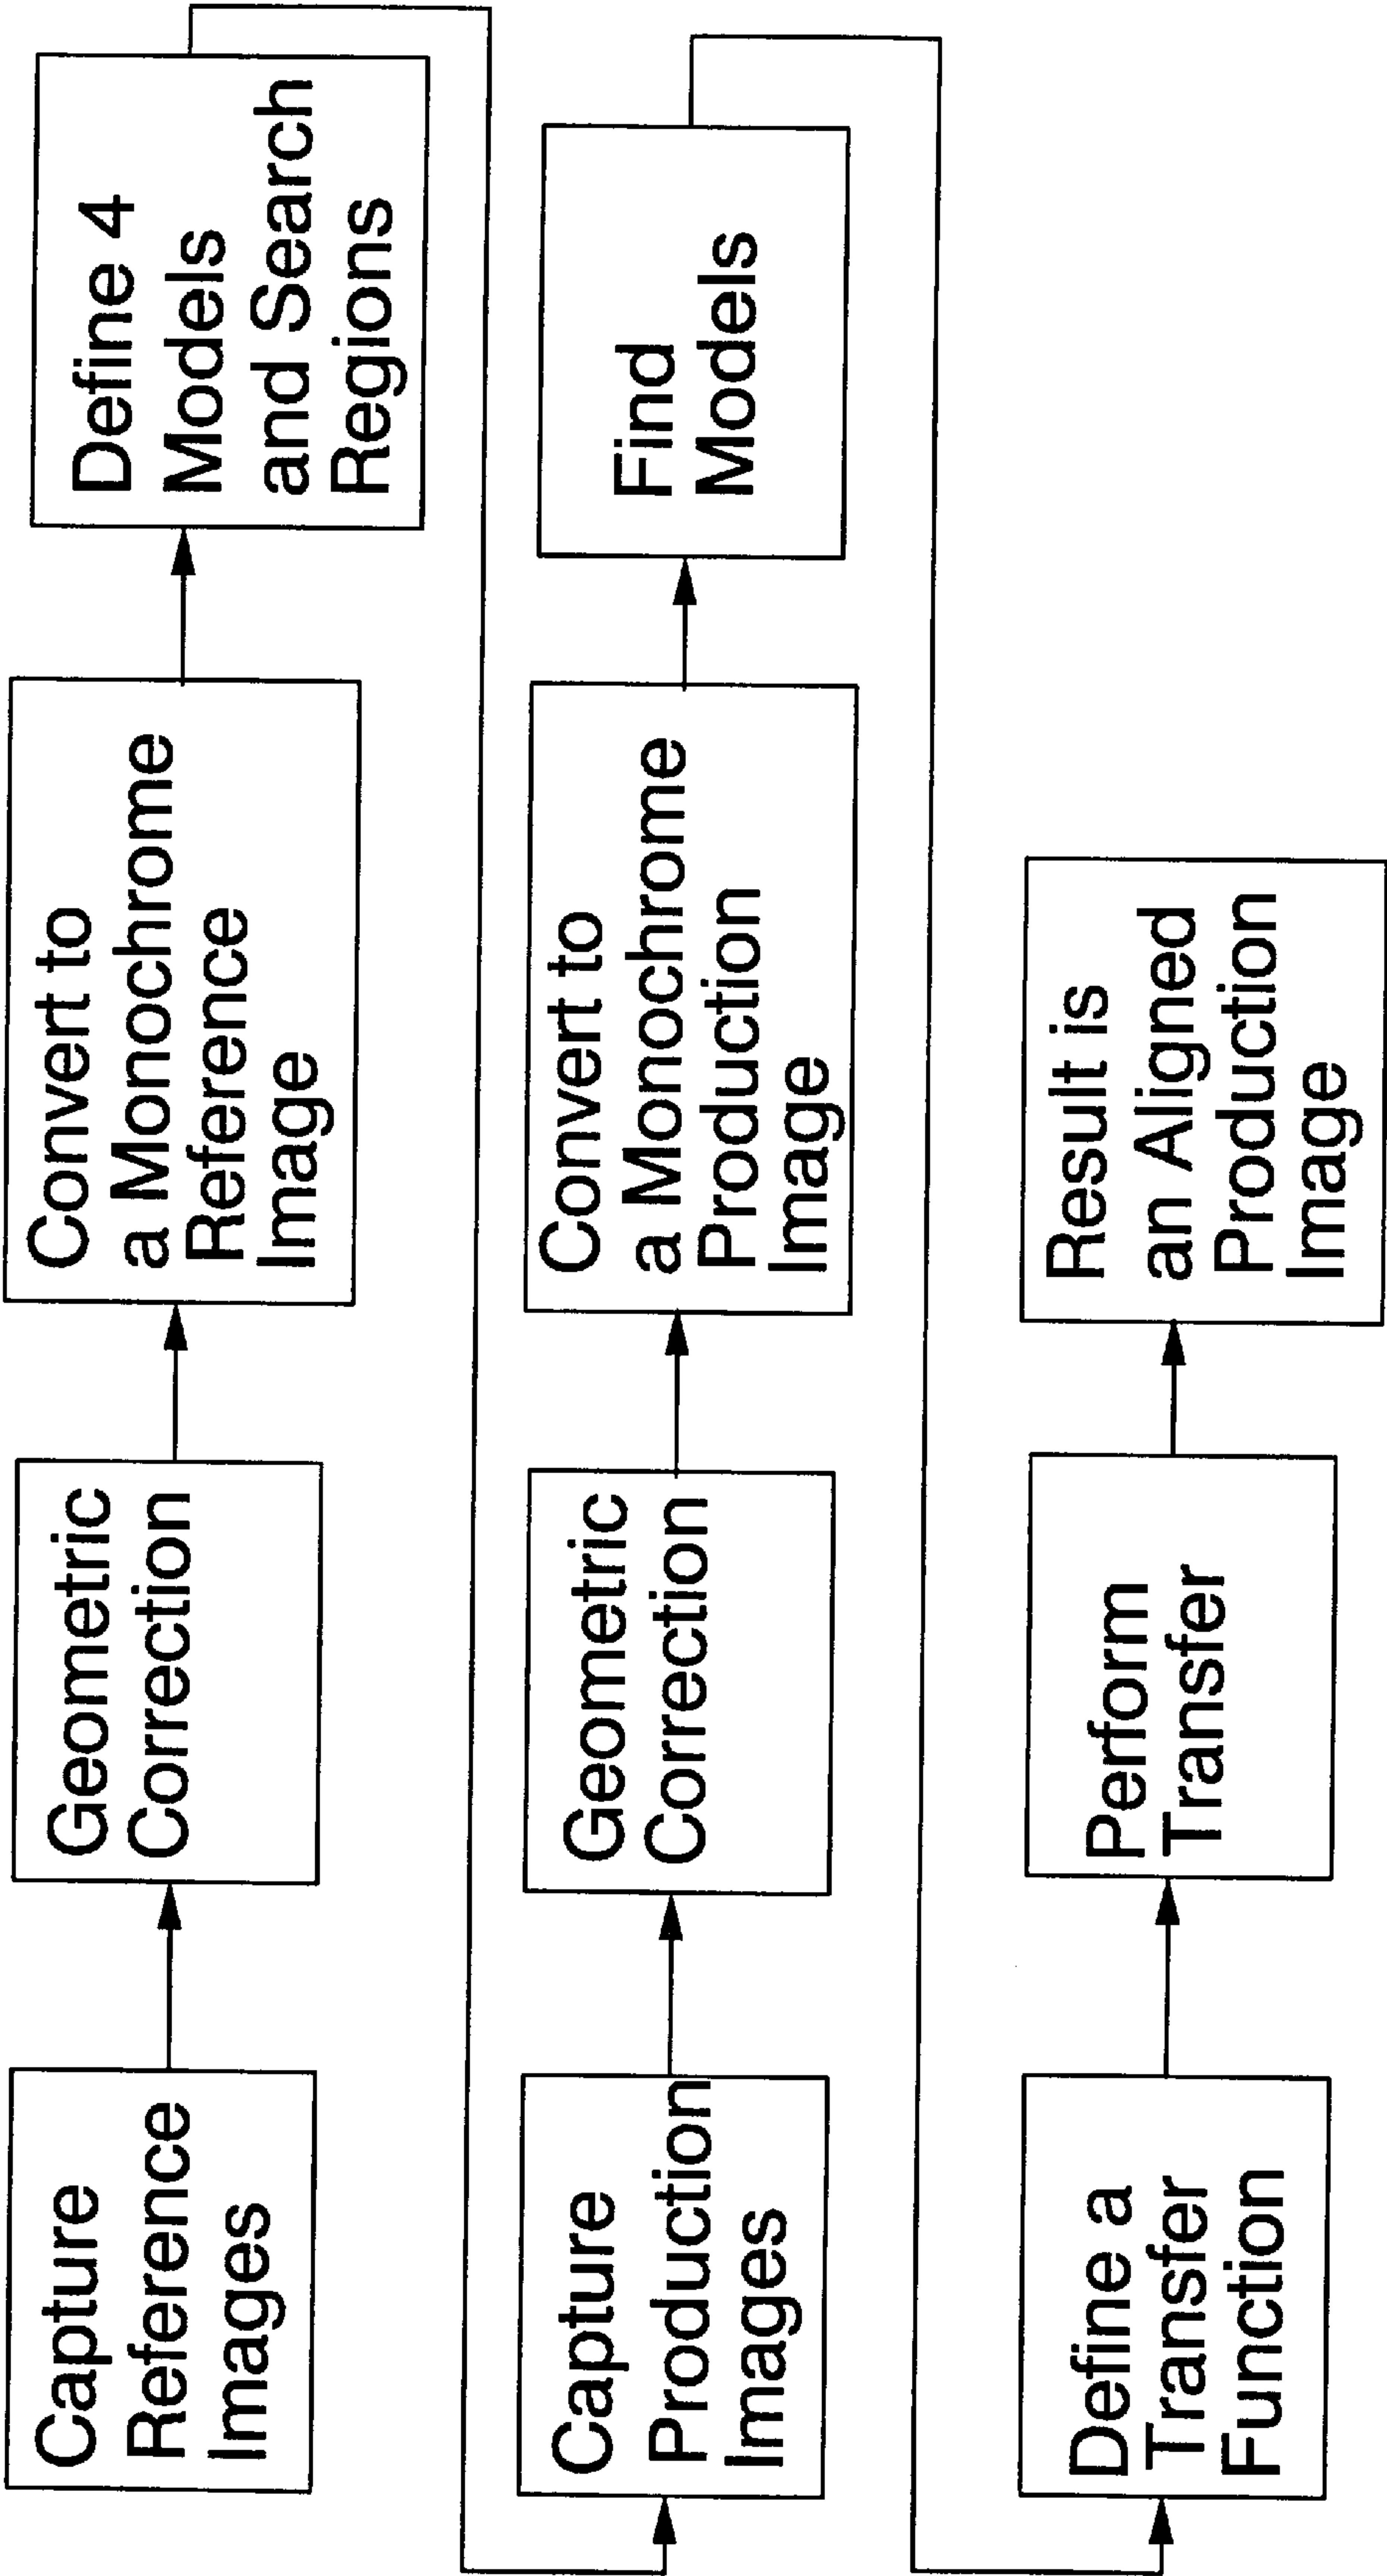 Capture
Reference
Images
Geometric
Correction
Convert to
a Monochrome
Reference
Image
Define 4
Models
and Search
Regions
Capture
Production
Images
Geometric
Correction
Convert to
a Monochrome
Production
Image
Find
Models
Define a
Transfer
Function
Perform
Transfer
Result is
an Aligned
Production
Image